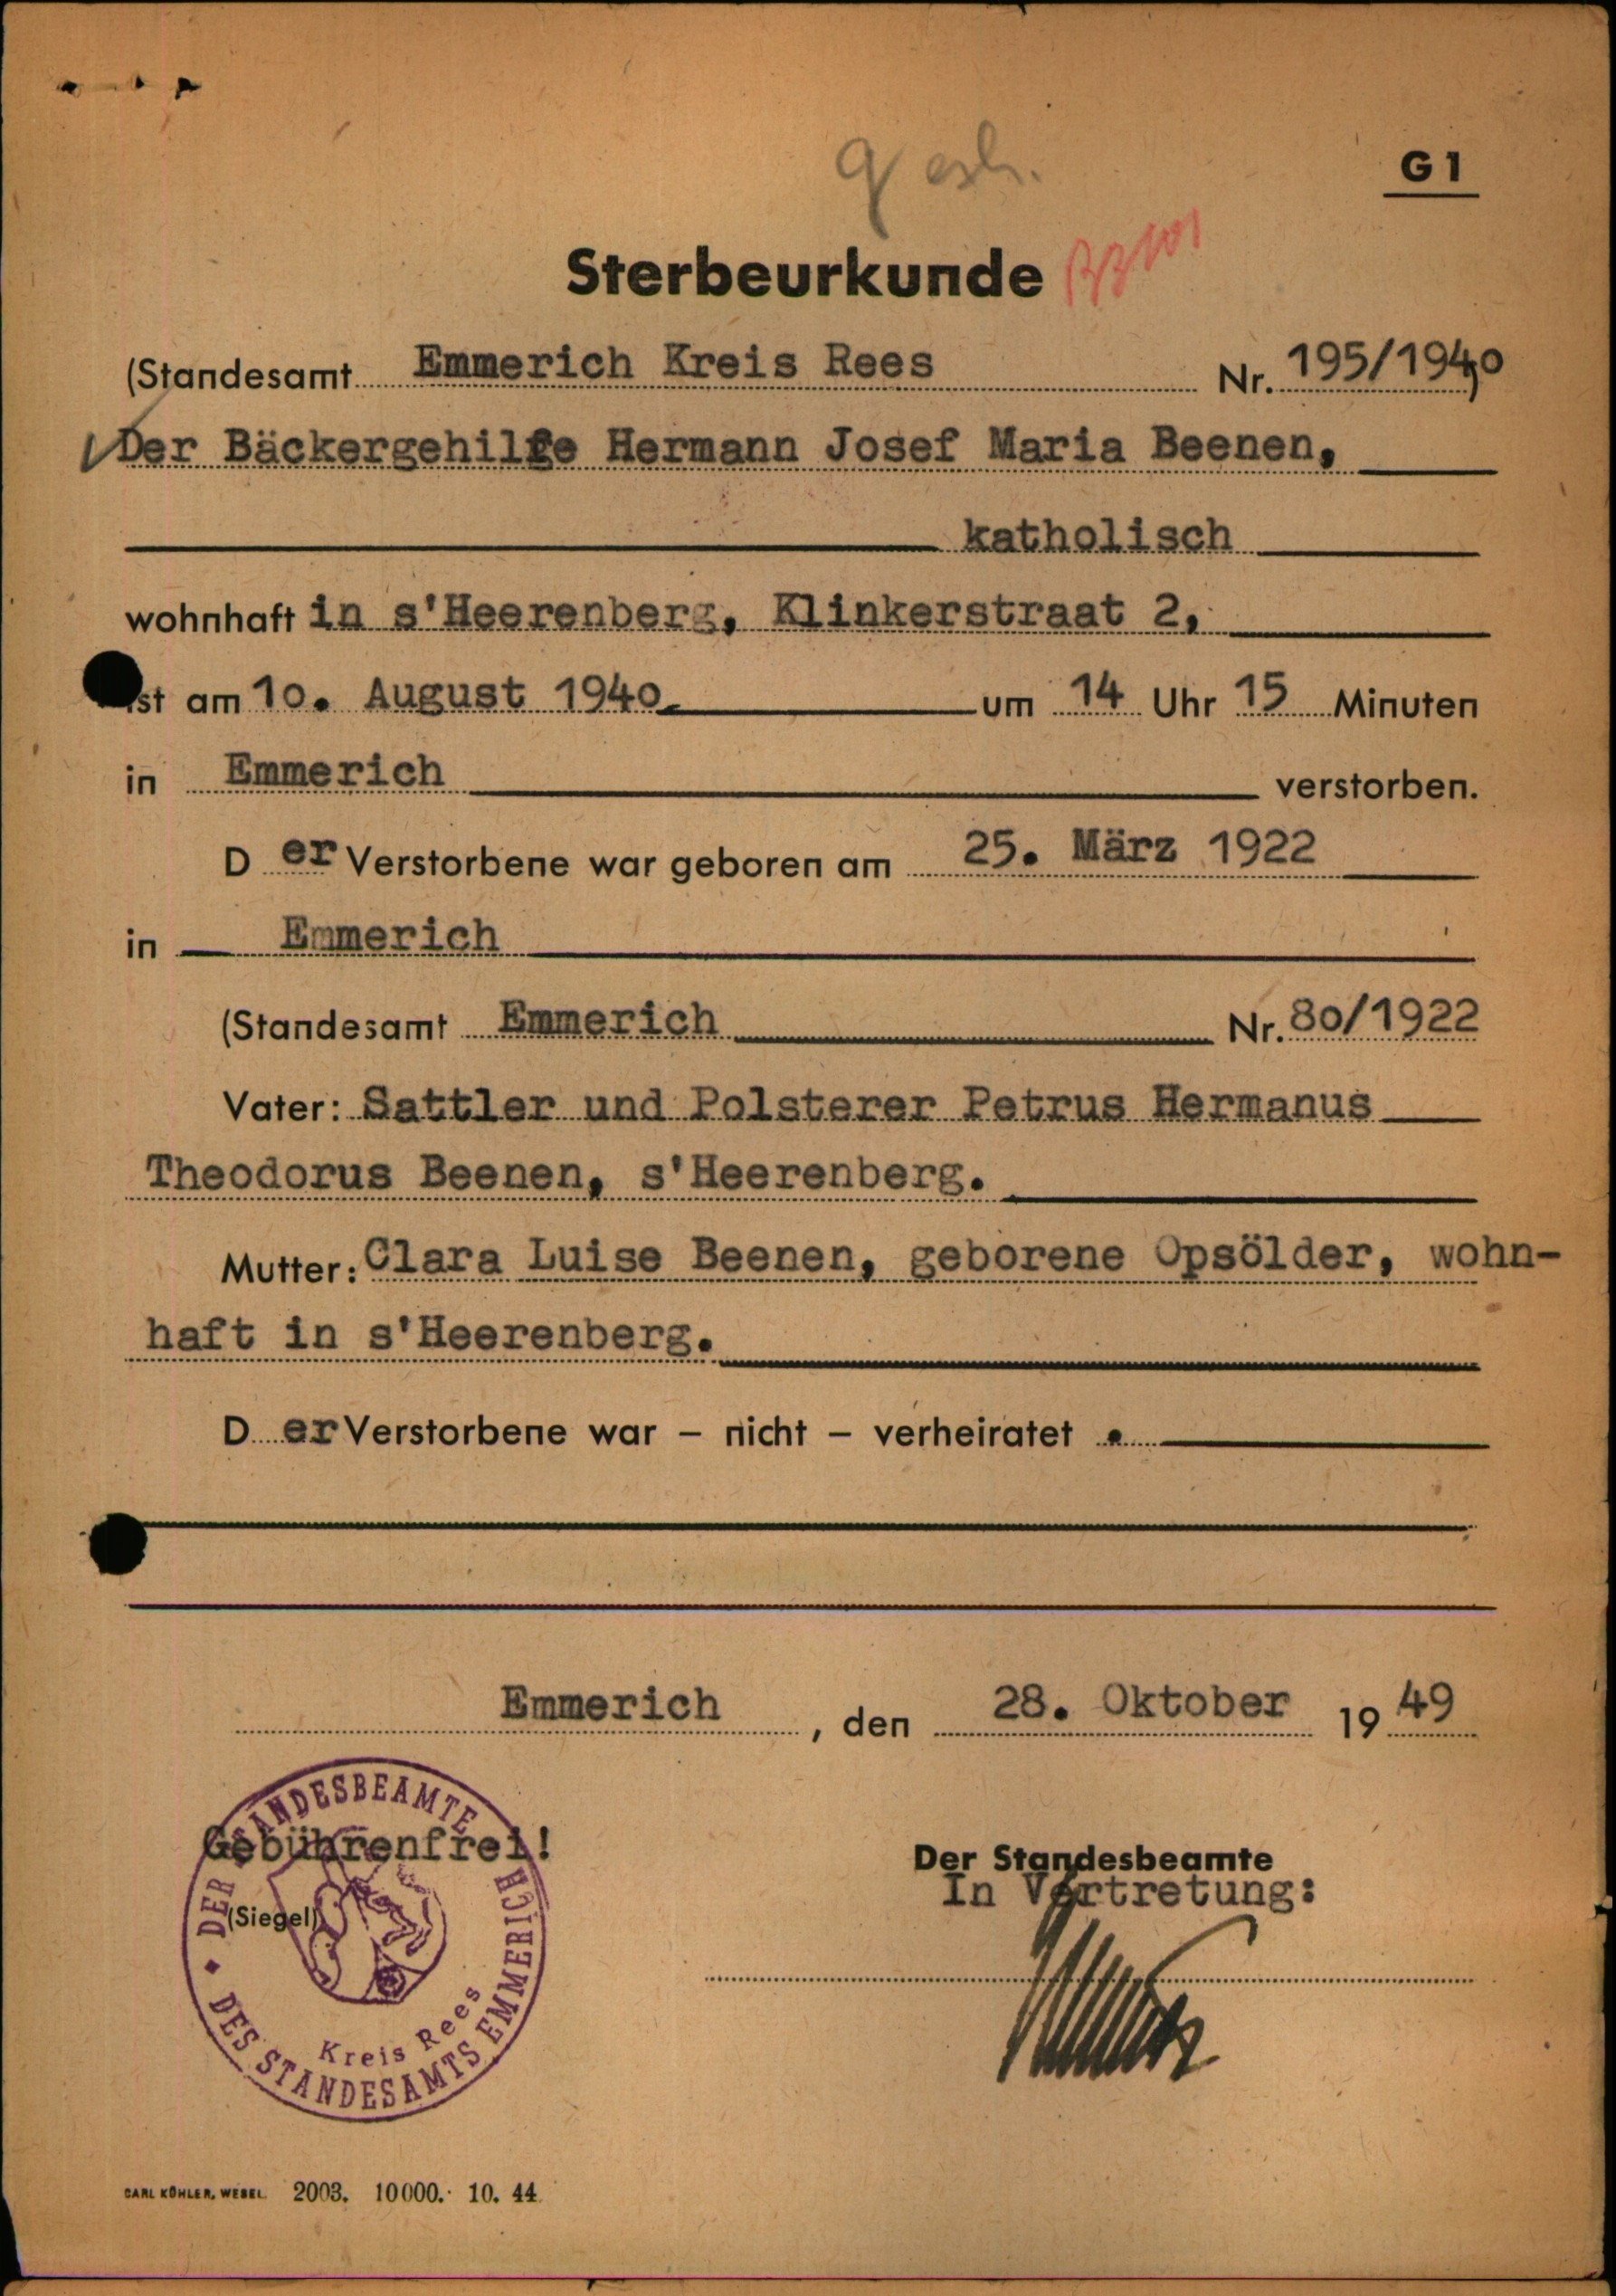 G 1
gesh.
Sterbeurkunde
(Standesamt Emmerich Kreis Rees Nr. 195/1940)
Der Bäckergehilfe Hermann Josef Maria Beenen,
katholisch
wohnhaft in s'Heerenberg, Klinkerstraat 2,
ist am 10. August 1940 um 14 Uhr 15 Minuten
in Emmerich verstorben.
Der Verstorbene war geboren am 25. März 1922
in Emmerich
(Standesamt Emmerich Nr. 80/1922
Vater: Sattler und Polsterer Petrus Hermanus
Theodorus Beenen, s'Heerenberg.
Mutter: Clara Luise Beenen, geborene Opsölder, wohn-
haft in s'Heerenberg.
Der Verstorbene war – nicht – verheiratet .
Emmerich, den 28. Oktober 1949
DER STANDESBEAMTE
DES STANDESAMTS EMMERICH
Kreis Rees
Gebührenfrei!
(Siegel)
Der Standesbeamte
In Vertretung:
CARL KÖHLER, WESEL. 2003. 10000. 10. 44.